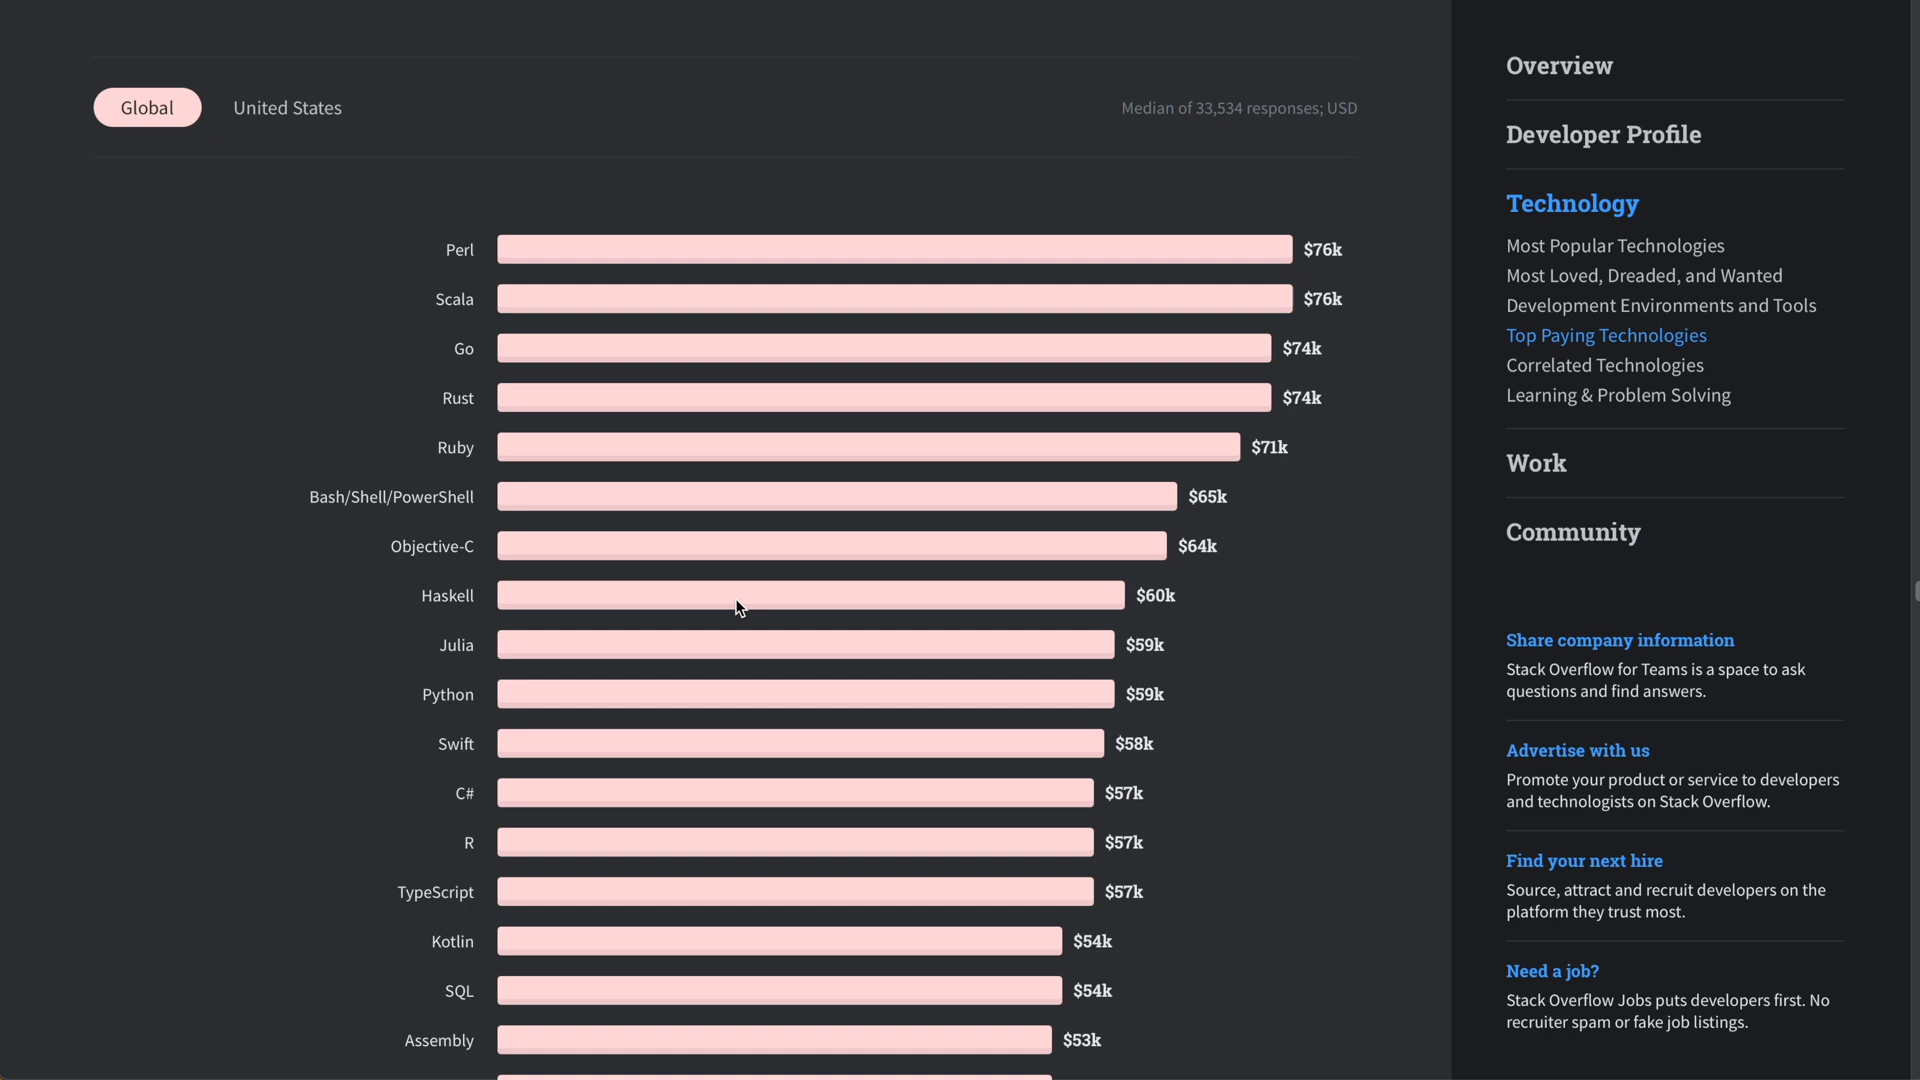 Global
United States
Median of 33,534 responses; USD
Perl $76k
Scala $76k
Go $74k
Rust $74k
Ruby $71k
Bash/Shell/PowerShell $65k
Objective-C $64k
Haskell $60k
Julia $59k
Python $59k
Swift $58k
C# $57k
R $57k
TypeScript $57k
Kotlin $54k
SQL $54k
Assembly $53k
Overview
Developer Profile
Technology
Most Popular Technologies
Most Loved, Dreaded, and Wanted
Development Environments and Tools
Top Paying Technologies
Correlated Technologies
Learning & Problem Solving
Work
Community
Share company information
Stack Overflow for Teams is a space to ask
questions and find answers.
Advertise with us
Promote your product or service to developers
and technologists on Stack Overflow.
Find your next hire
Source, attract and recruit developers on the
platform they trust most.
Need a job?
Stack Overflow Jobs puts developers first. No
recruiter spam or fake job listings.